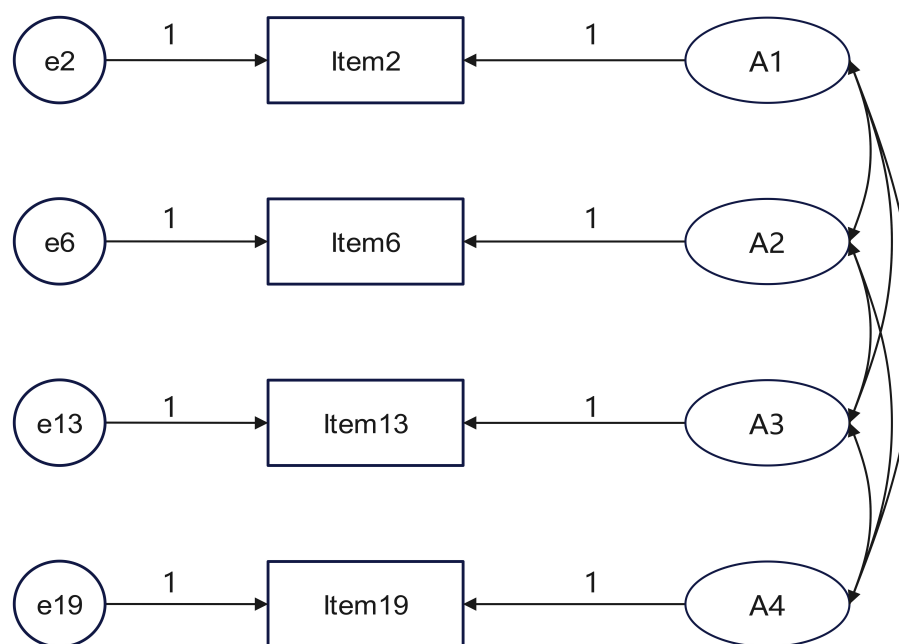 e2 1 Item2 1 A1
e6 1 Item6 1 A2
e13 1 Item13 1 A3
e19 1 Item19 1 A4